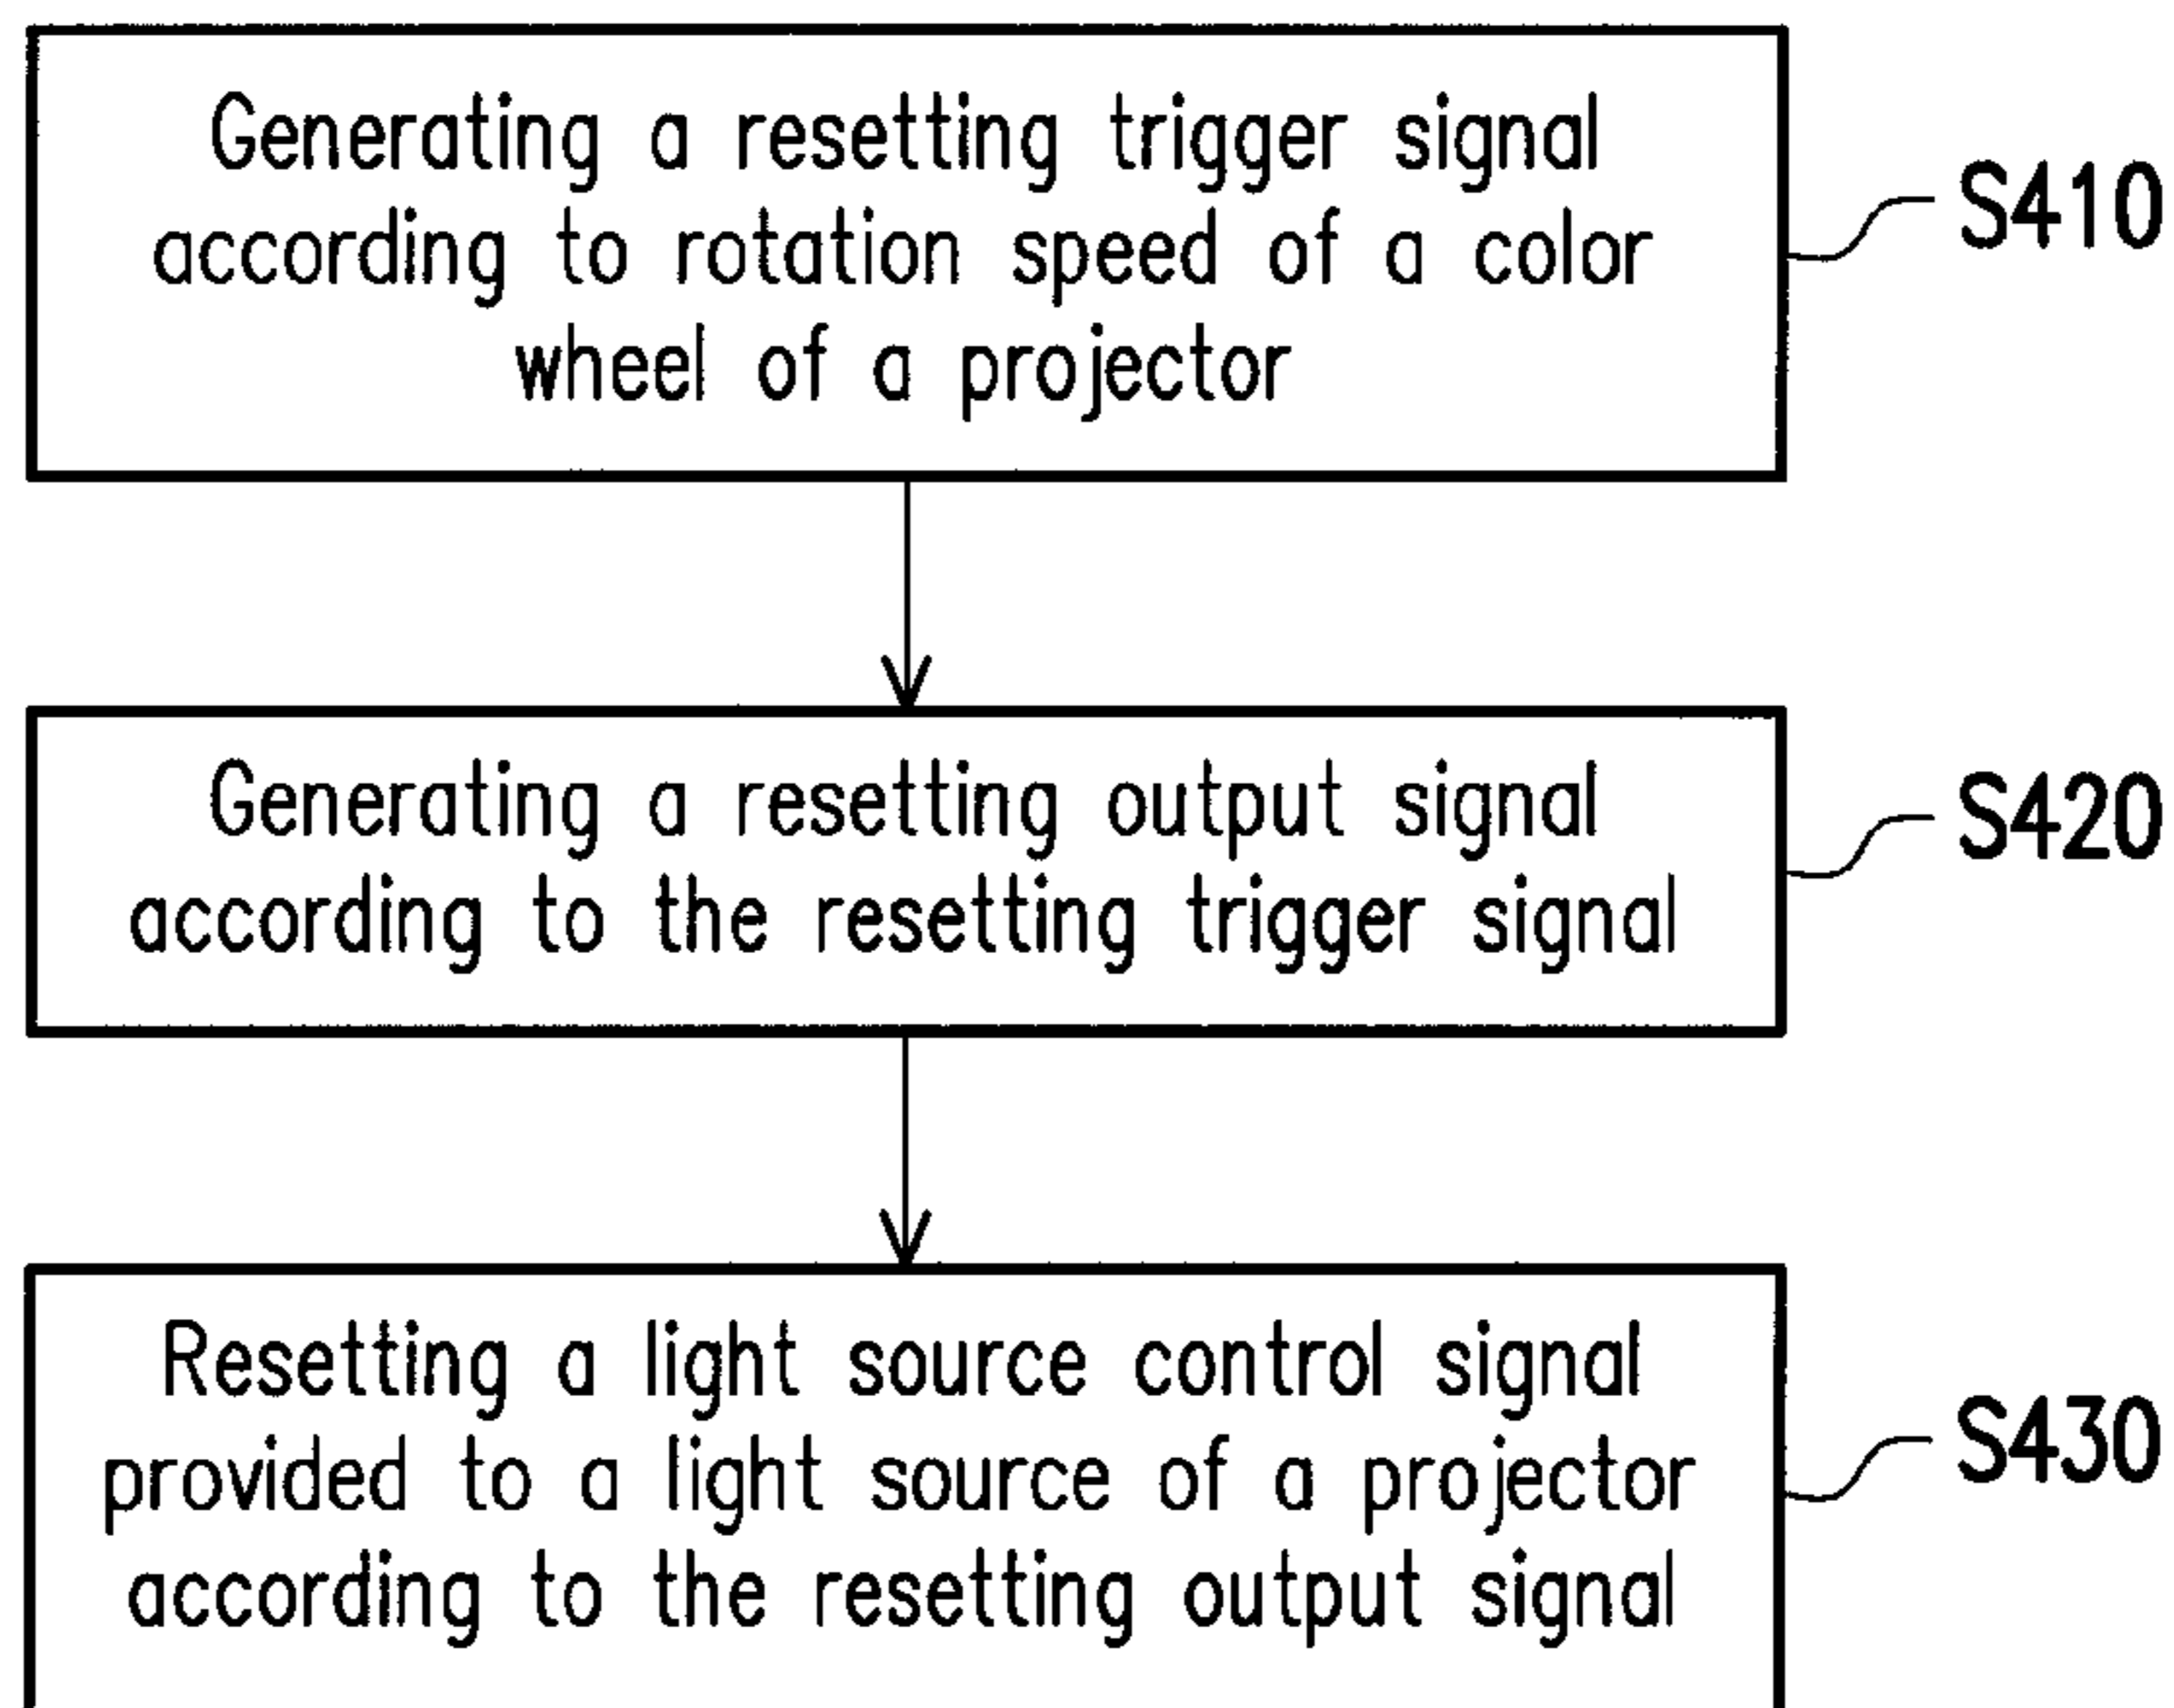 Generating a resetting trigger signal
according to rotation speed of a color
wheel of a projector
S410
Generating a resetting output signal
according to the resetting trigger signal
S420
Resetting a light source control signal
provided to a light source of a projector
according to the resetting output signal
S430